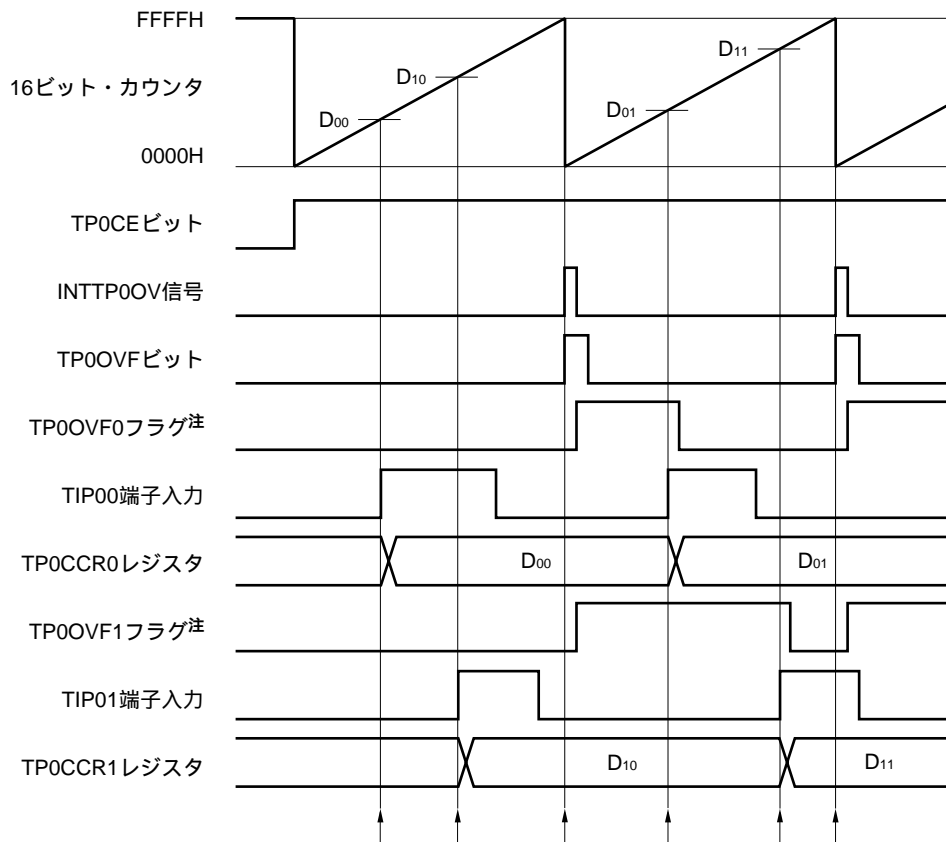 FFFFH
16ビット・カウンタ
0000H
D00
D10
D01
D11
TP0CEビット
INTTP0OV信号
TP0OVFビット
TP0OVF0フラグ注
TIP00端子入力
TP0CCR0レジスタ
D00
D01
TP0OVF1フラグ注
TIP01端子入力
TP0CCR1レジスタ
D10
D11